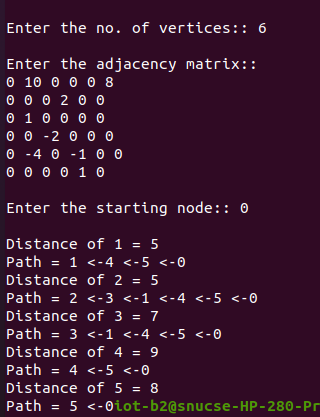 Enter the no. of vertices:: 6
Enter the adjacency matrix::
0 10 0 0 0 8
0 0 0 2 0 0
0 1 0 0 0 0
0 0 -2 0 0 0
0 -4 0 -1 0 0
0 0 0 0 1 0
Enter the starting node:: 0
Distance of 1 = 5
Path = 1 <-4 <-5 <-0
Distance of 2 = 5
Path = 2 <-3 <-1 <-4 <-5 <-0
Distance of 3 = 7
Path = 3 <-1 <-4 <-5 <-0
Distance of 4 = 9
Path = 4 <-5 <-0
Distance of 5 = 8
Path = 5 <-0iot-b2@snucse-HP-280-Pr